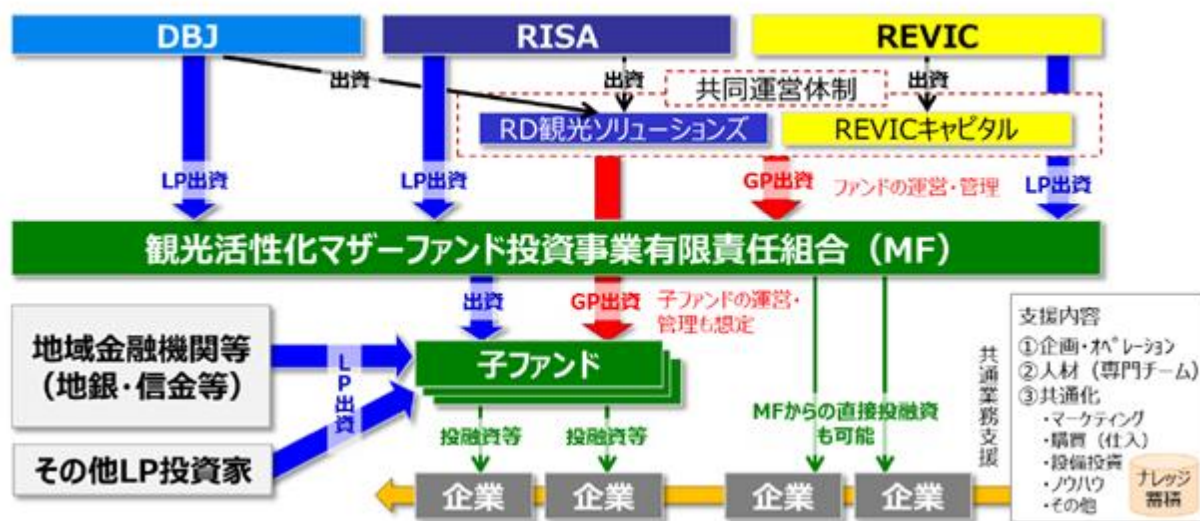 DBJ
RISA
REVIC
出資
出資
出資
共同運営体制
RD観光ソリューションズ
REVICキャピタル
LP出資
LP出資
GP出資
ファンドの運営・管理
LP出資
観光活性化マザーファンド投資事業有限責任組合（MF）
出資
GP出資
子ファンドの運営・
管理も想定
地域金融機関等
（地銀・信金等）
LP出資
子ファンド
その他LP投資家
投融資等
投融資等
MFからの直接投融資
も可能
共通業務支援
支援内容
①企画・ｵﾍﾟﾚｰｼｮﾝ
②人材（専門チーム）
③共通化
・マーケティング
・購買（仕入）
・設備投資
・ノウハウ
・その他
ナレッジ
蓄積
企業
企業
企業
企業